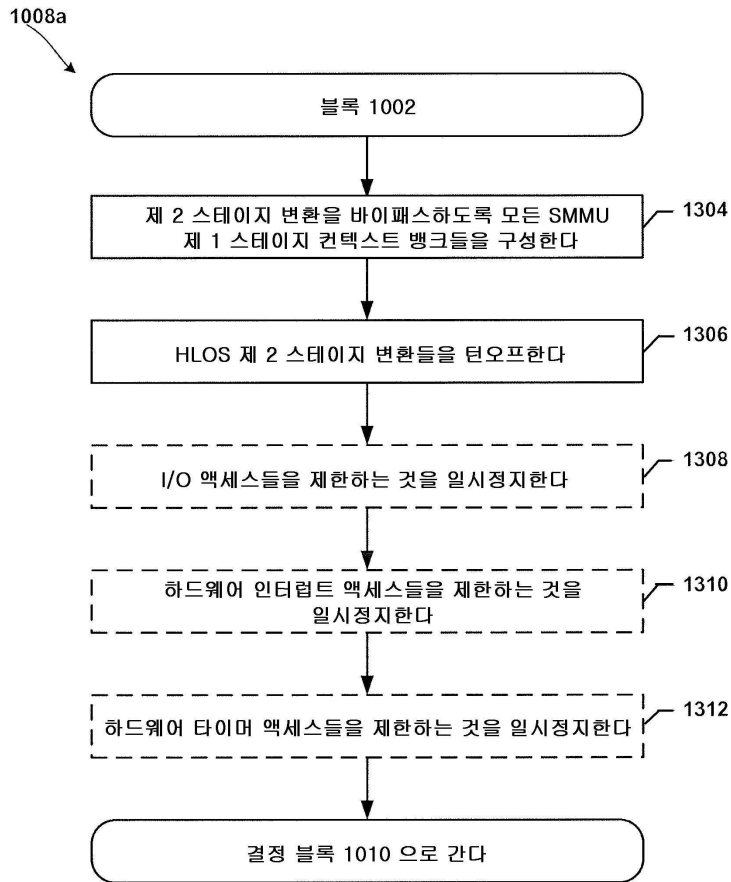 1008a
블록 1002
제 2 스테이지 변환을 바이패스하도록 모든 SMMU
제 1 스테이지 컨텍스트 뱅크들을 구성한다
1304
HLOS 제 2 스테이지 변환들을 턴오프한다
1306
I/O 액세스들을 제한하는 것을 일시정지한다
1308
하드웨어 인터럽트 액세스들을 제한하는 것을
일시정지한다
1310
하드웨어 타이머 액세스들을 제한하는 것을 일시정지한다
1312
결정 블록 1010 으로 간다